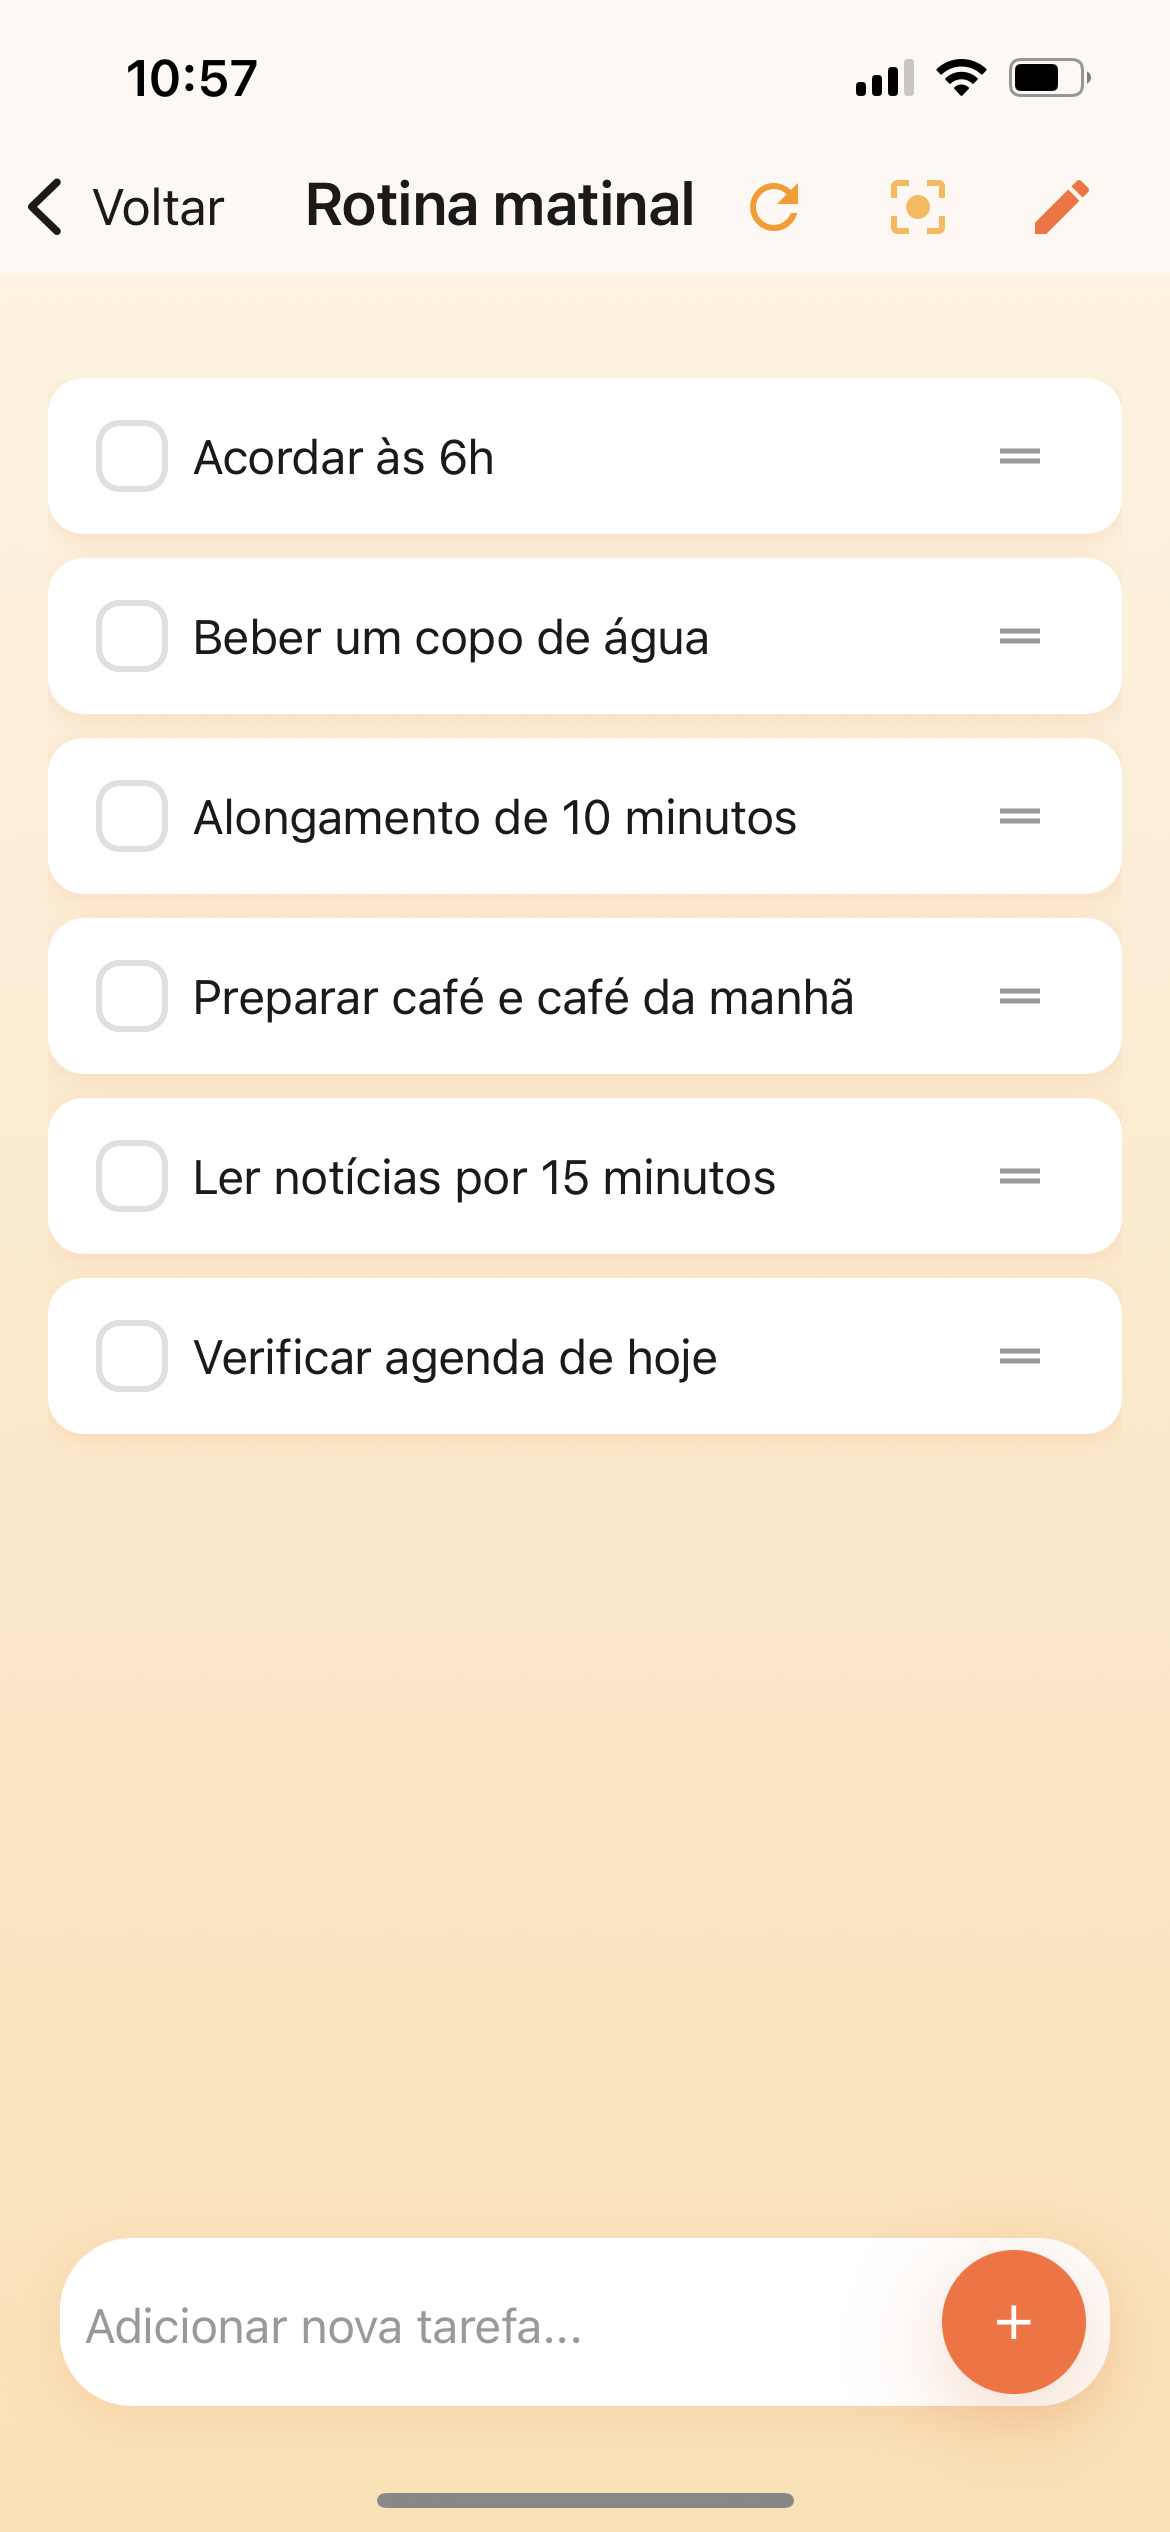 10:57
Voltar
Rotina matinal
Acordar às 6h
Beber um copo de água
Alongamento de 10 minutos
Preparar café e café da manhã
Ler notícias por 15 minutos
Verificar agenda de hoje
Adicionar nova tarefa...